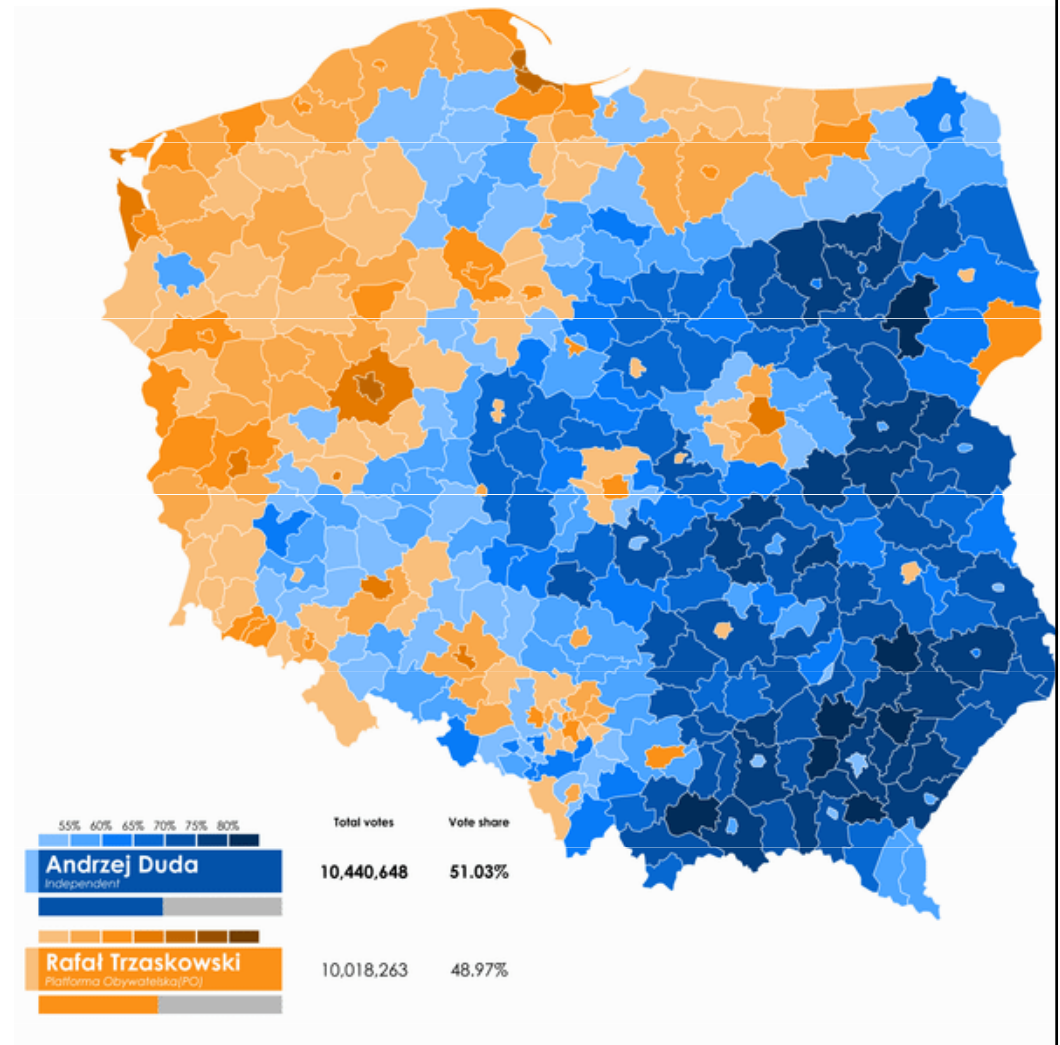 55% 60% 65% 70% 75% 80%
Total votes Vote share
Andrzej Duda
Independent
10,440,648 51.03%
Rafał Trzaskowski
Platforma Obywatelska(PO)
10,018,263 48.97%